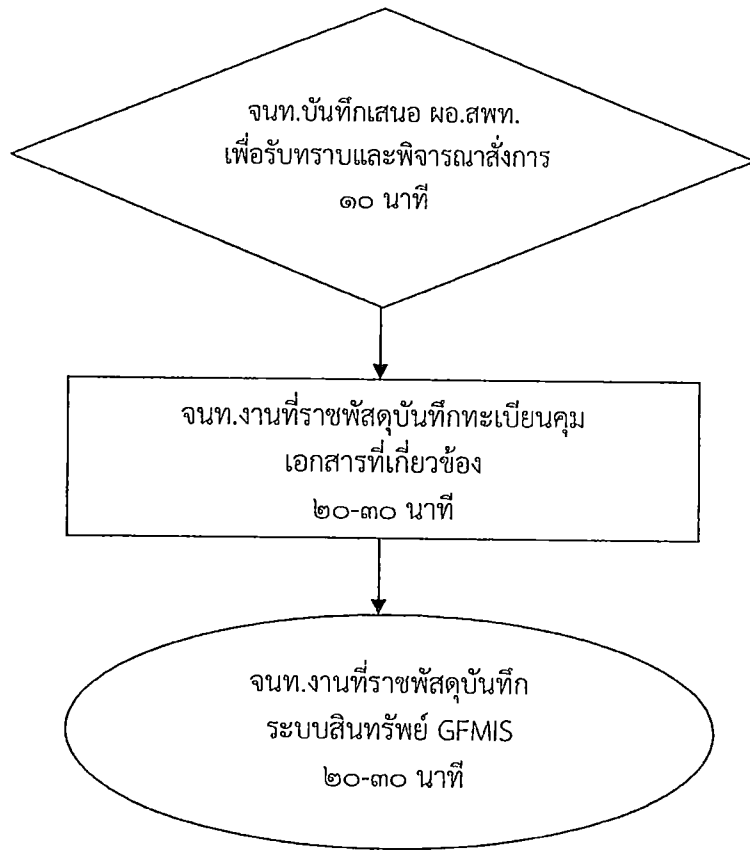 จนท.บันทึกเสนอ ผอ.สพท.
เพื่อรับทราบและพิจารณาสั่งการ
๑๐ นาที
จนท.งานที่ราชพัสดุบันทึกทะเบียนคุม
เอกสารที่เกี่ยวข้อง
๒๐-๓๐ นาที
จนท.งานที่ราชพัสดุบันทึก
ระบบสินทรัพย์ GFMIS
๒๐-๓๐ นาที